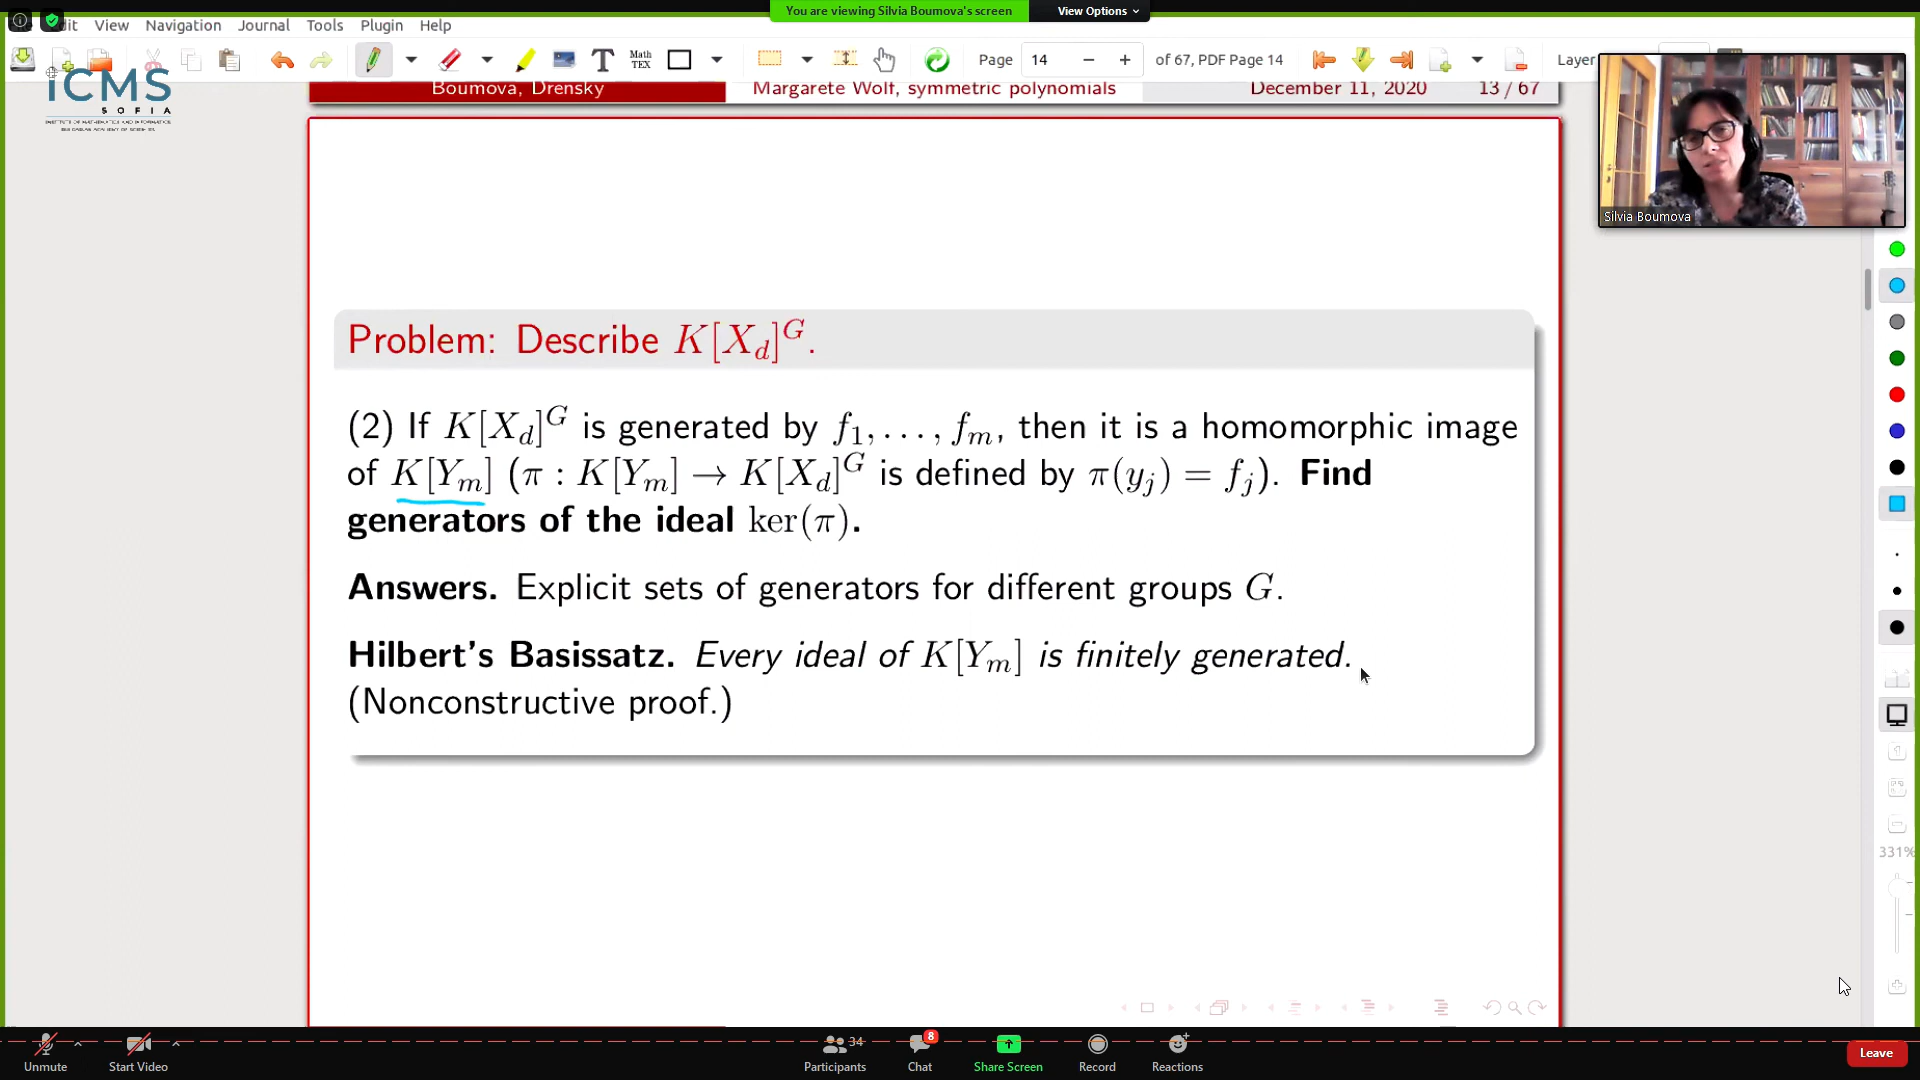 You are viewing Silvia Boumova's screen
View Options
View Navigation Journal Tools Plugin Help
Math TEX
T
Page 14 of 67, PDF Page 14
Layer
iCMS
SOFIA
Boumova, Drensky Margarete Wolf, symmetric polynomials December 11, 2020 13 / 67
Silvia Boumova
Problem: Describe K[X_d]^G.
(2) If K[X_d]^G is generated by f_1, . . . , f_m, then it is a homomorphic image
of K[Y_m] (π : K[Y_m] → K[X_d]^G is defined by π(y_j) = f_j). Find
generators of the ideal ker(π).
Answers. Explicit sets of generators for different groups G.
Hilbert's Basissatz. Every ideal of K[Y_m] is finitely generated.
(Nonconstructive proof.)
331%
34
8
Unmute Start Video Participants Chat Share Screen Record Reactions Leave